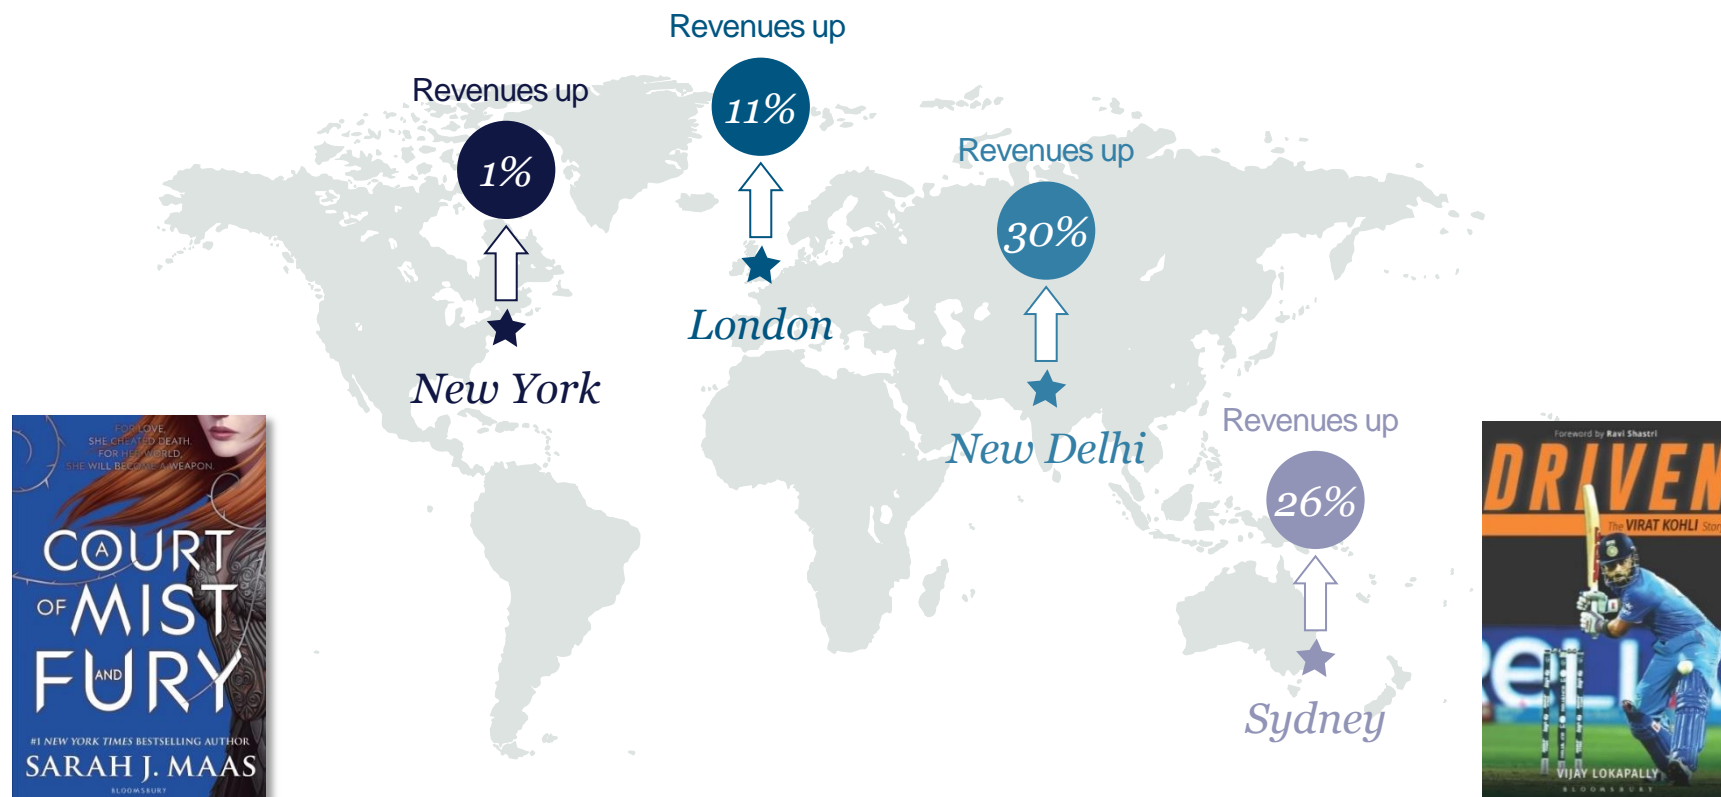 Revenues up
11%
London
Revenues up
1%
New York
Revenues up
30%
New Delhi
Revenues up
26%
Sydney
FOR LOVE,
SHE CHEATED DEATH.
FOR HER WORLD,
SHE WILL BECOME A WEAPON.
A
COURT
OF MIST
AND
FURY
#1 NEW YORK TIMES BESTSELLING AUTHOR
SARAH J. MAAS
BLOOMSBURY
Foreword by Ravi Shastri
DRIVEN
The VIRAT KOHLI Story
RELI
VIJAY LOKAPALLY
BLOOMSBURY